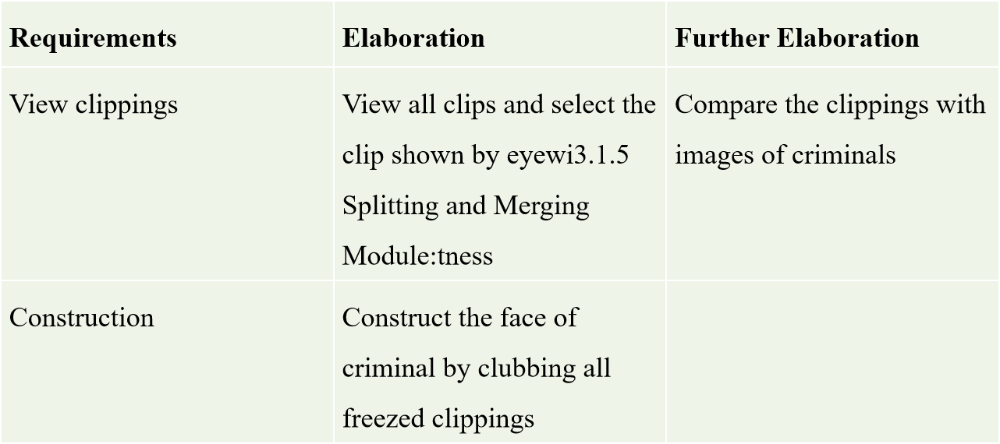 Requirements
Elaboration
Further Elaboration
View clippings
View all clips and select the
clip shown by eyewi3.1.5
Splitting and Merging
Module:tness
Compare the clippings with
images of criminals
Construction
Construct the face of
criminal by clubbing all
freezed clippings